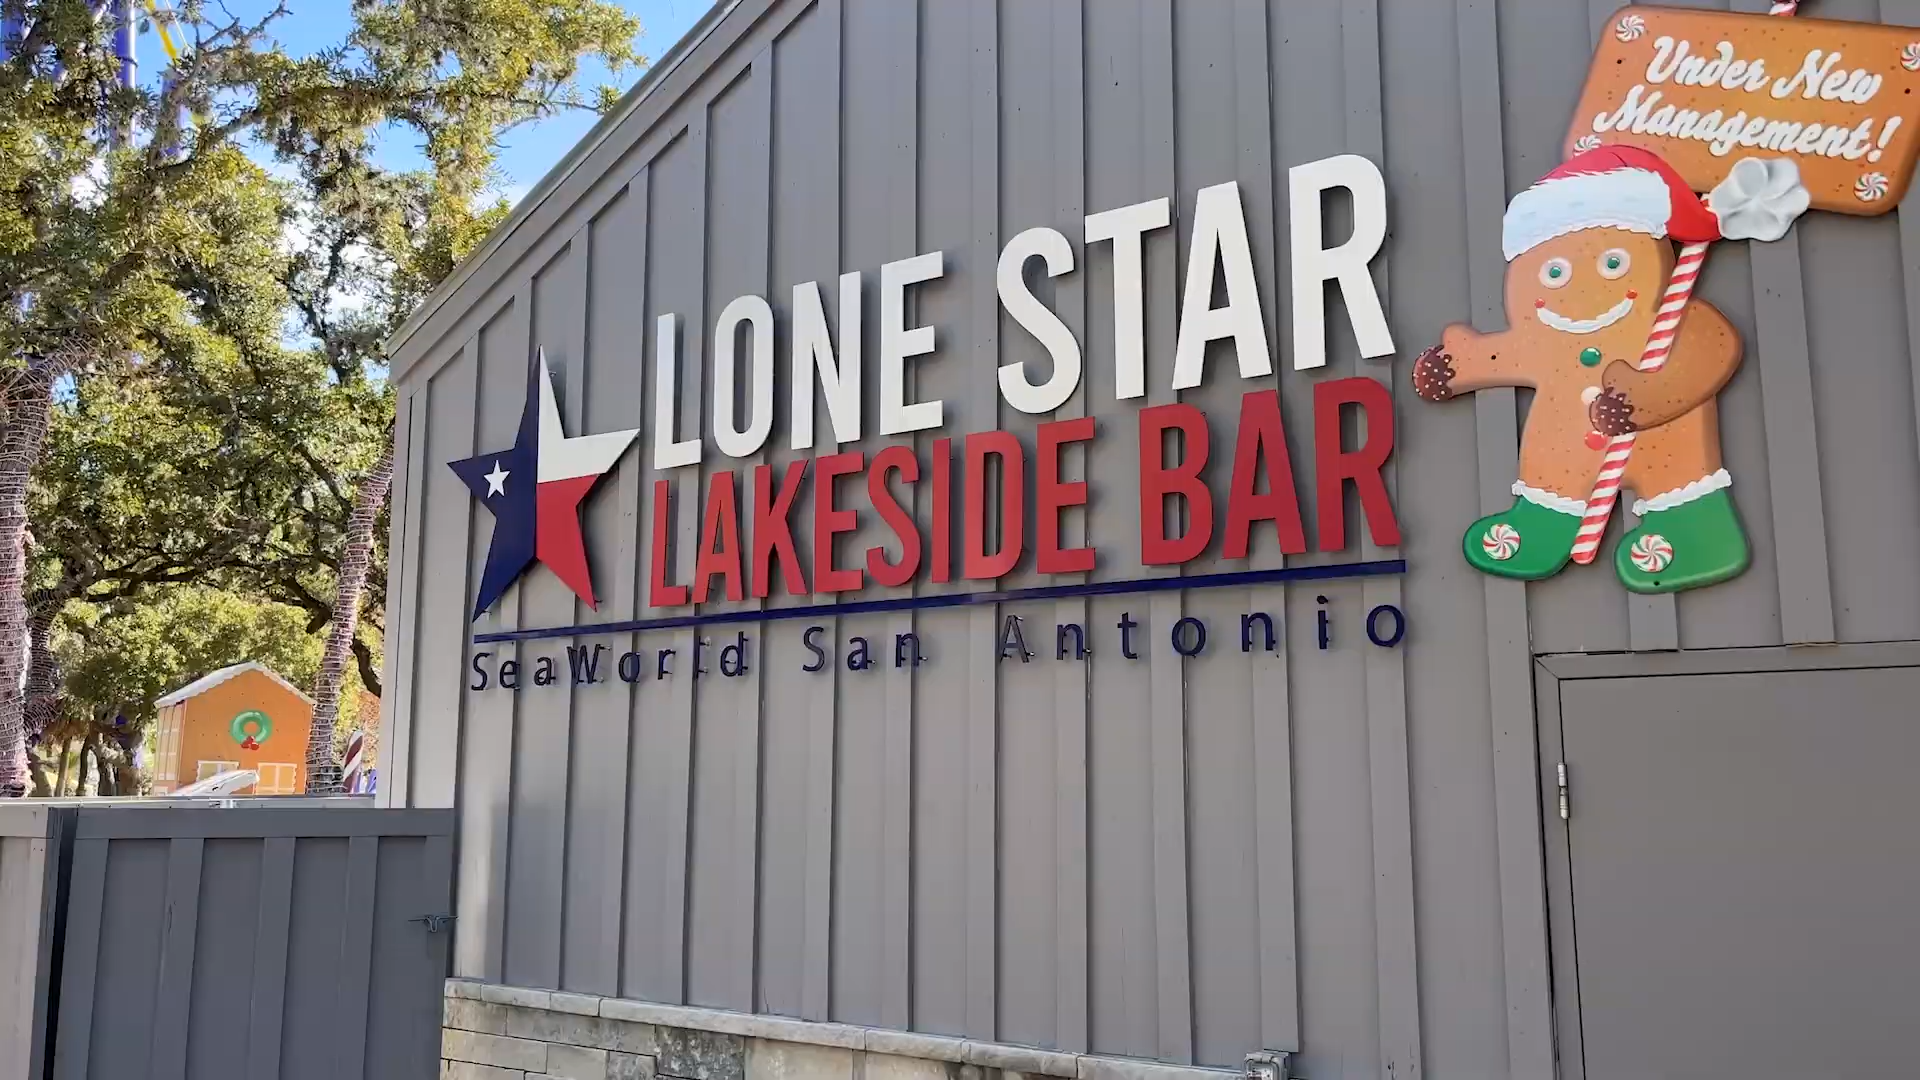 Under New
Management!
LONE STAR
LAKESIDE BAR
SeaWorld San Antonio